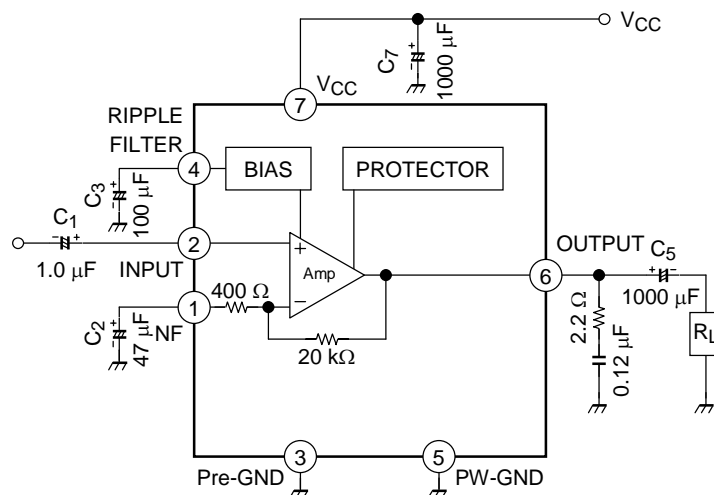 VCC
C7
1000 µF
VCC
7
RIPPLE
FILTER
4
BIAS
PROTECTOR
C3
100 µF
C1
1.0 µF
2
INPUT
+
Amp
−
OUTPUT
6
C5
1000 µF
1
NF
400 Ω
20 kΩ
C2
47 µF
2.2 Ω
0.12 µF
RL
Pre-GND
3
5
PW-GND